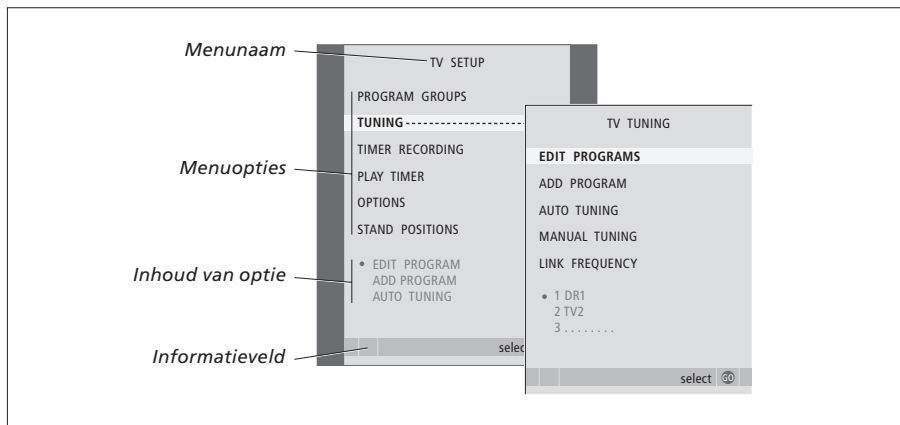 Menunaam
Menuopties
Inhoud van optie
Informatieveld
TV SETUP
PROGRAM GROUPS
TUNING
TIMER RECORDING
PLAY TIMER
OPTIONS
STAND POSITIONS
• EDIT PROGRAM
ADD PROGRAM
AUTO TUNING
selec
TV TUNING
EDIT PROGRAMS
ADD PROGRAM
AUTO TUNING
MANUAL TUNING
LINK FREQUENCY
• 1 DR1
2 TV2
3 . . . . . . . .
select GO